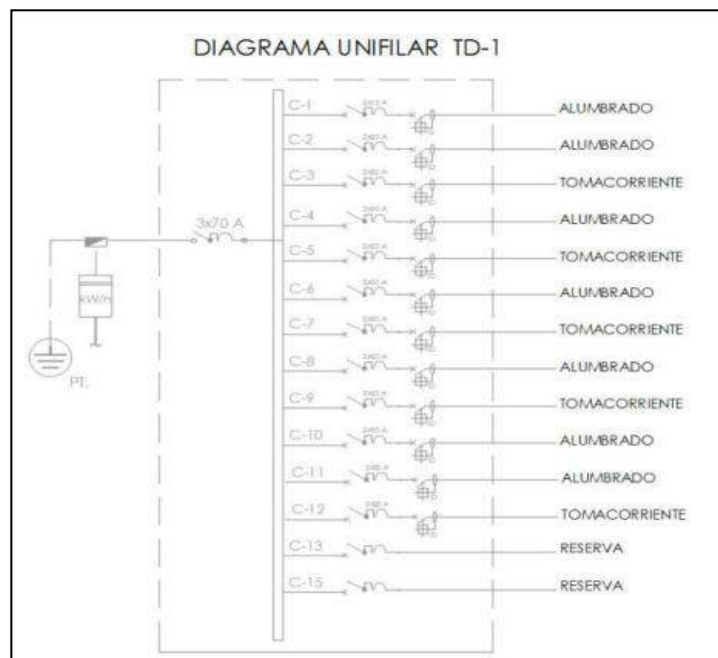 DIAGRAMA UNIFILAR TD-1
C-1 ALUMBRADO
C-2 ALUMBRADO
C-3 TOMACORRIENTE
C-4 ALUMBRADO
3x70 A
C-5 TOMACORRIENTE
C-6 ALUMBRADO
kW/h
C-7 TOMACORRIENTE
C-8 ALUMBRADO
PT.
C-9 TOMACORRIENTE
C-10 ALUMBRADO
C-11 ALUMBRADO
C-12 TOMACORRIENTE
C-13 RESERVA
C-15 RESERVA